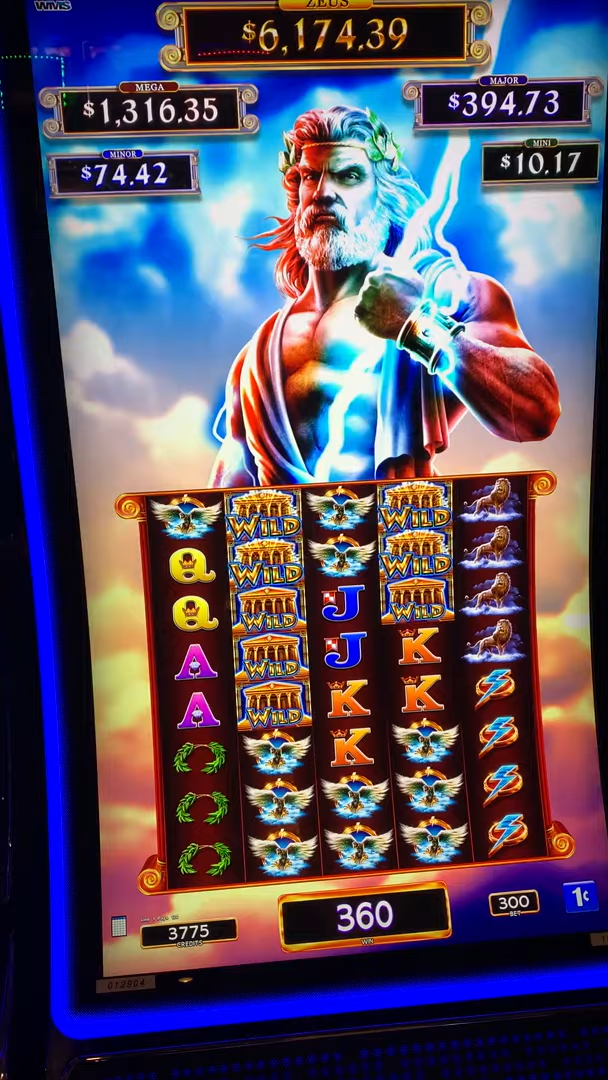 WMS
ZEUS
$6,174.39
MEGA
$1,316.35
MAJOR
$394.73
MINOR
$74.42
MINI
$10.17
WILD WILD
WILD WILD
Q
Q WILD J WILD
A WILD J K
A WILD K K
K
3775
CREDITS
360
WIN
300
BET
1¢
012904